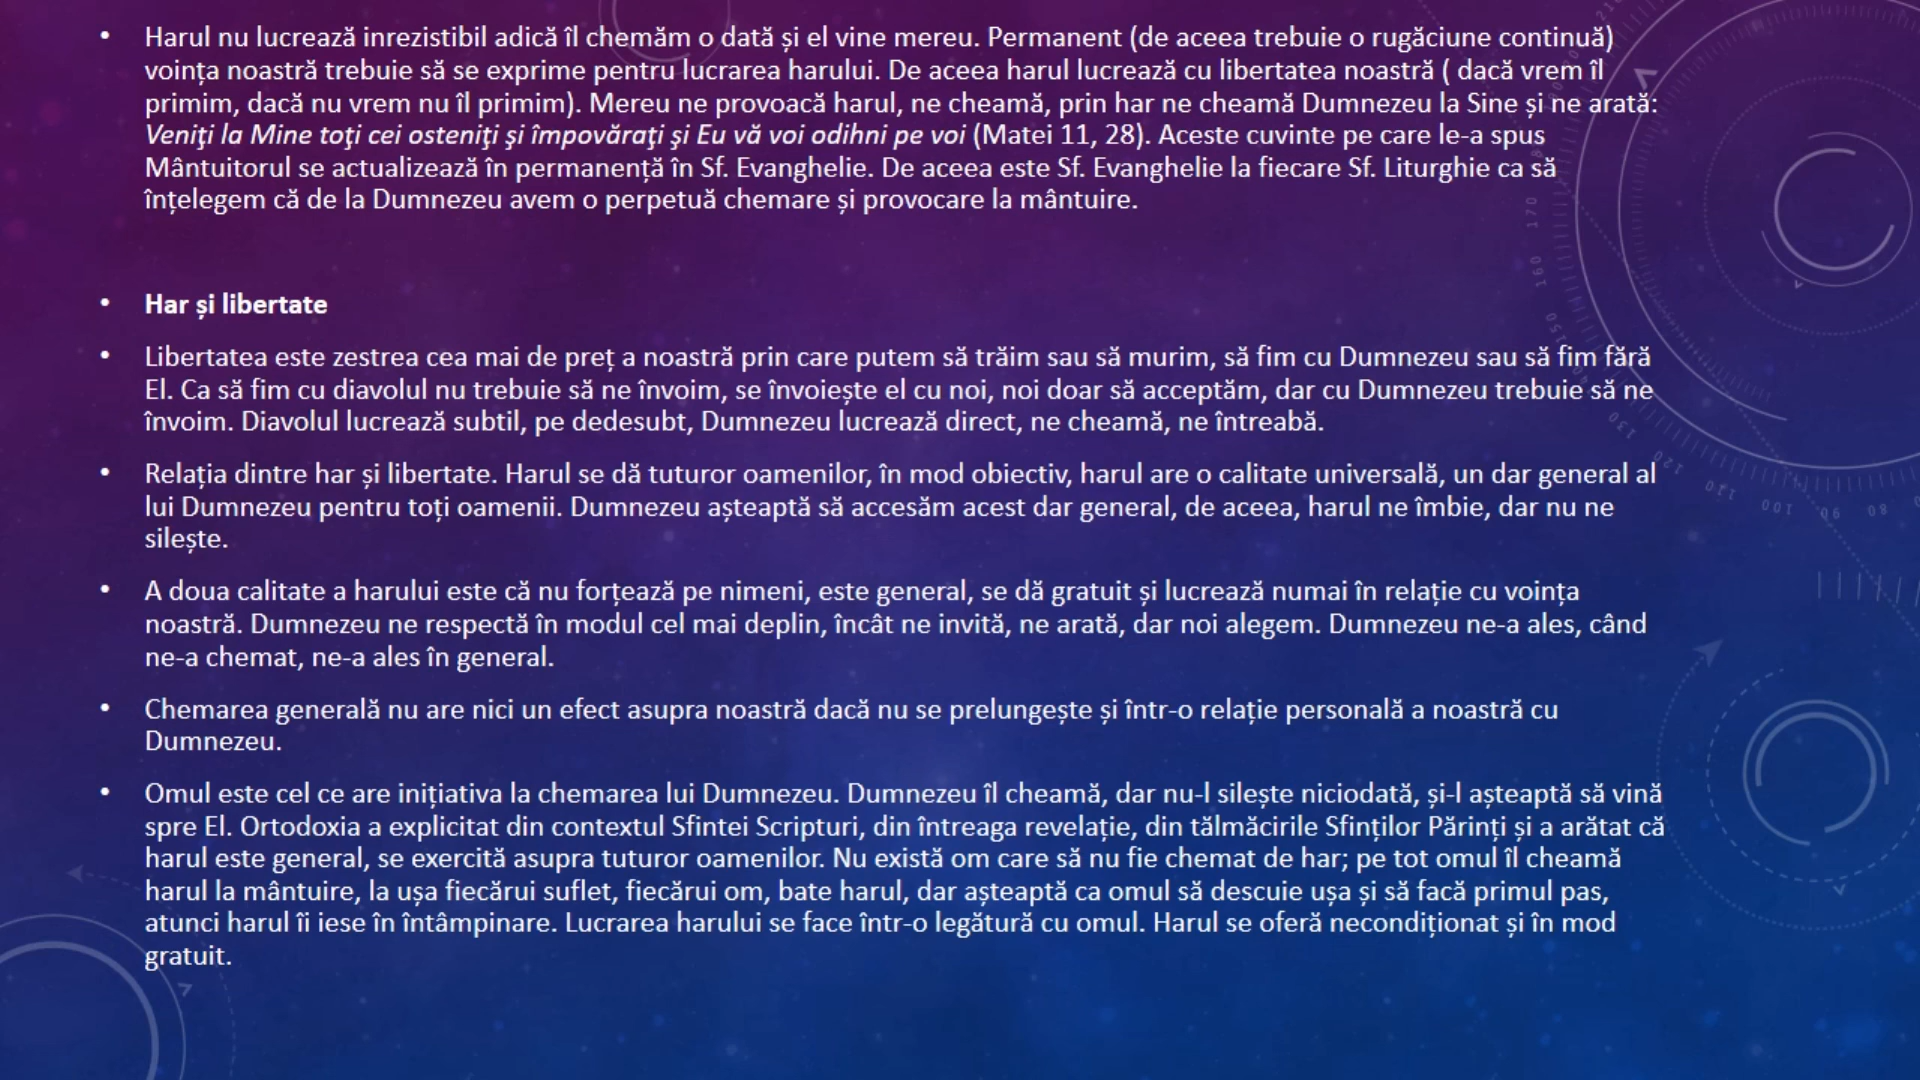 • Harul nu lucrează inrezistibil adică îl chemăm o dată și el vine mereu. Permanent (de aceea trebuie o rugăciune continuă)
voința noastră trebuie să se exprime pentru lucrarea harului. De aceea harul lucrează cu libertatea noastră ( dacă vrem îl
primim, dacă nu vrem nu îl primim). Mereu ne provoacă harul, ne cheamă, prin har ne cheamă Dumnezeu la Sine și ne arată:
Veniţi la Mine toţi cei osteniţi şi împovăraţi şi Eu vă voi odihni pe voi (Matei 11, 28). Aceste cuvinte pe care le-a spus
Mântuitorul se actualizează în permanență în Sf. Evanghelie. De aceea este Sf. Evanghelie la fiecare Sf. Liturghie ca să
înțelegem că de la Dumnezeu avem o perpetuă chemare și provocare la mântuire.
• Har și libertate
• Libertatea este zestrea cea mai de preț a noastră prin care putem să trăim sau să murim, să fim cu Dumnezeu sau să fim fără
El. Ca să fim cu diavolul nu trebuie să ne învoim, se învoiește el cu noi, noi doar să acceptăm, dar cu Dumnezeu trebuie să ne
învoim. Diavolul lucrează subtil, pe dedesubt, Dumnezeu lucrează direct, ne cheamă, ne întreabă.
• Relația dintre har și libertate. Harul se dă tuturor oamenilor, în mod obiectiv, harul are o calitate universală, un dar general al
lui Dumnezeu pentru toți oamenii. Dumnezeu așteaptă să accesăm acest dar general, de aceea, harul ne îmbie, dar nu ne
silește.
• A doua calitate a harului este că nu forțează pe nimeni, este general, se dă gratuit și lucrează numai în relație cu voința
noastră. Dumnezeu ne respectă în modul cel mai deplin, încât ne invită, ne arată, dar noi alegem. Dumnezeu ne-a ales, când
ne-a chemat, ne-a ales în general.
• Chemarea generală nu are nici un efect asupra noastră dacă nu se prelungește și într-o relație personală a noastră cu
Dumnezeu.
• Omul este cel ce are inițiativa la chemarea lui Dumnezeu. Dumnezeu îl cheamă, dar nu-l silește niciodată, și-l așteaptă să vină
spre El. Ortodoxia a explicitat din contextul Sfintei Scripturi, din întreaga revelație, din tălmăcirile Sfinților Părinți și a arătat că
harul este general, se exercită asupra tuturor oamenilor. Nu există om care să nu fie chemat de har; pe tot omul îl cheamă
harul la mântuire, la ușa fiecărui suflet, fiecărui om, bate harul, dar așteaptă ca omul să descuie ușa și să facă primul pas,
atunci harul îi iese în întâmpinare. Lucrarea harului se face într-o legătură cu omul. Harul se oferă necondiționat și în mod
gratuit.
170
160
150
140
130
120
110
100
90
80